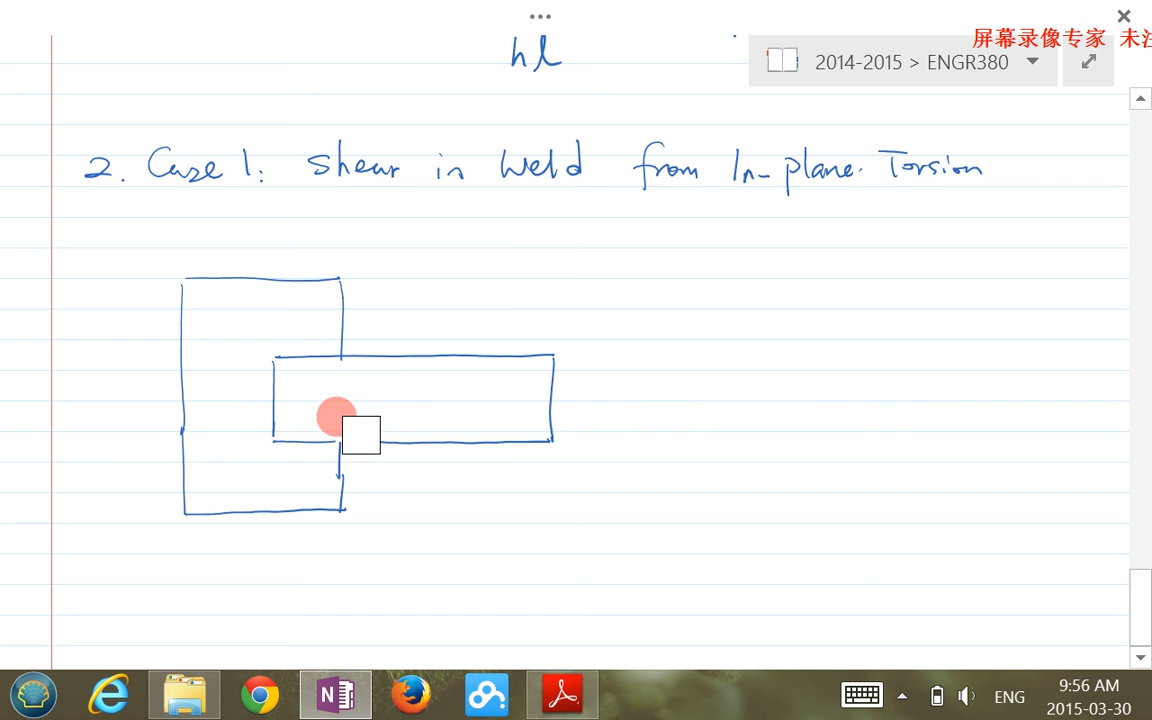 屏幕录像专家 未
hl
2014-2015 > ENGR380
2. Case 1: Shear in Weld from In-plane Torsion
ENG
9:56 AM
2015-03-30